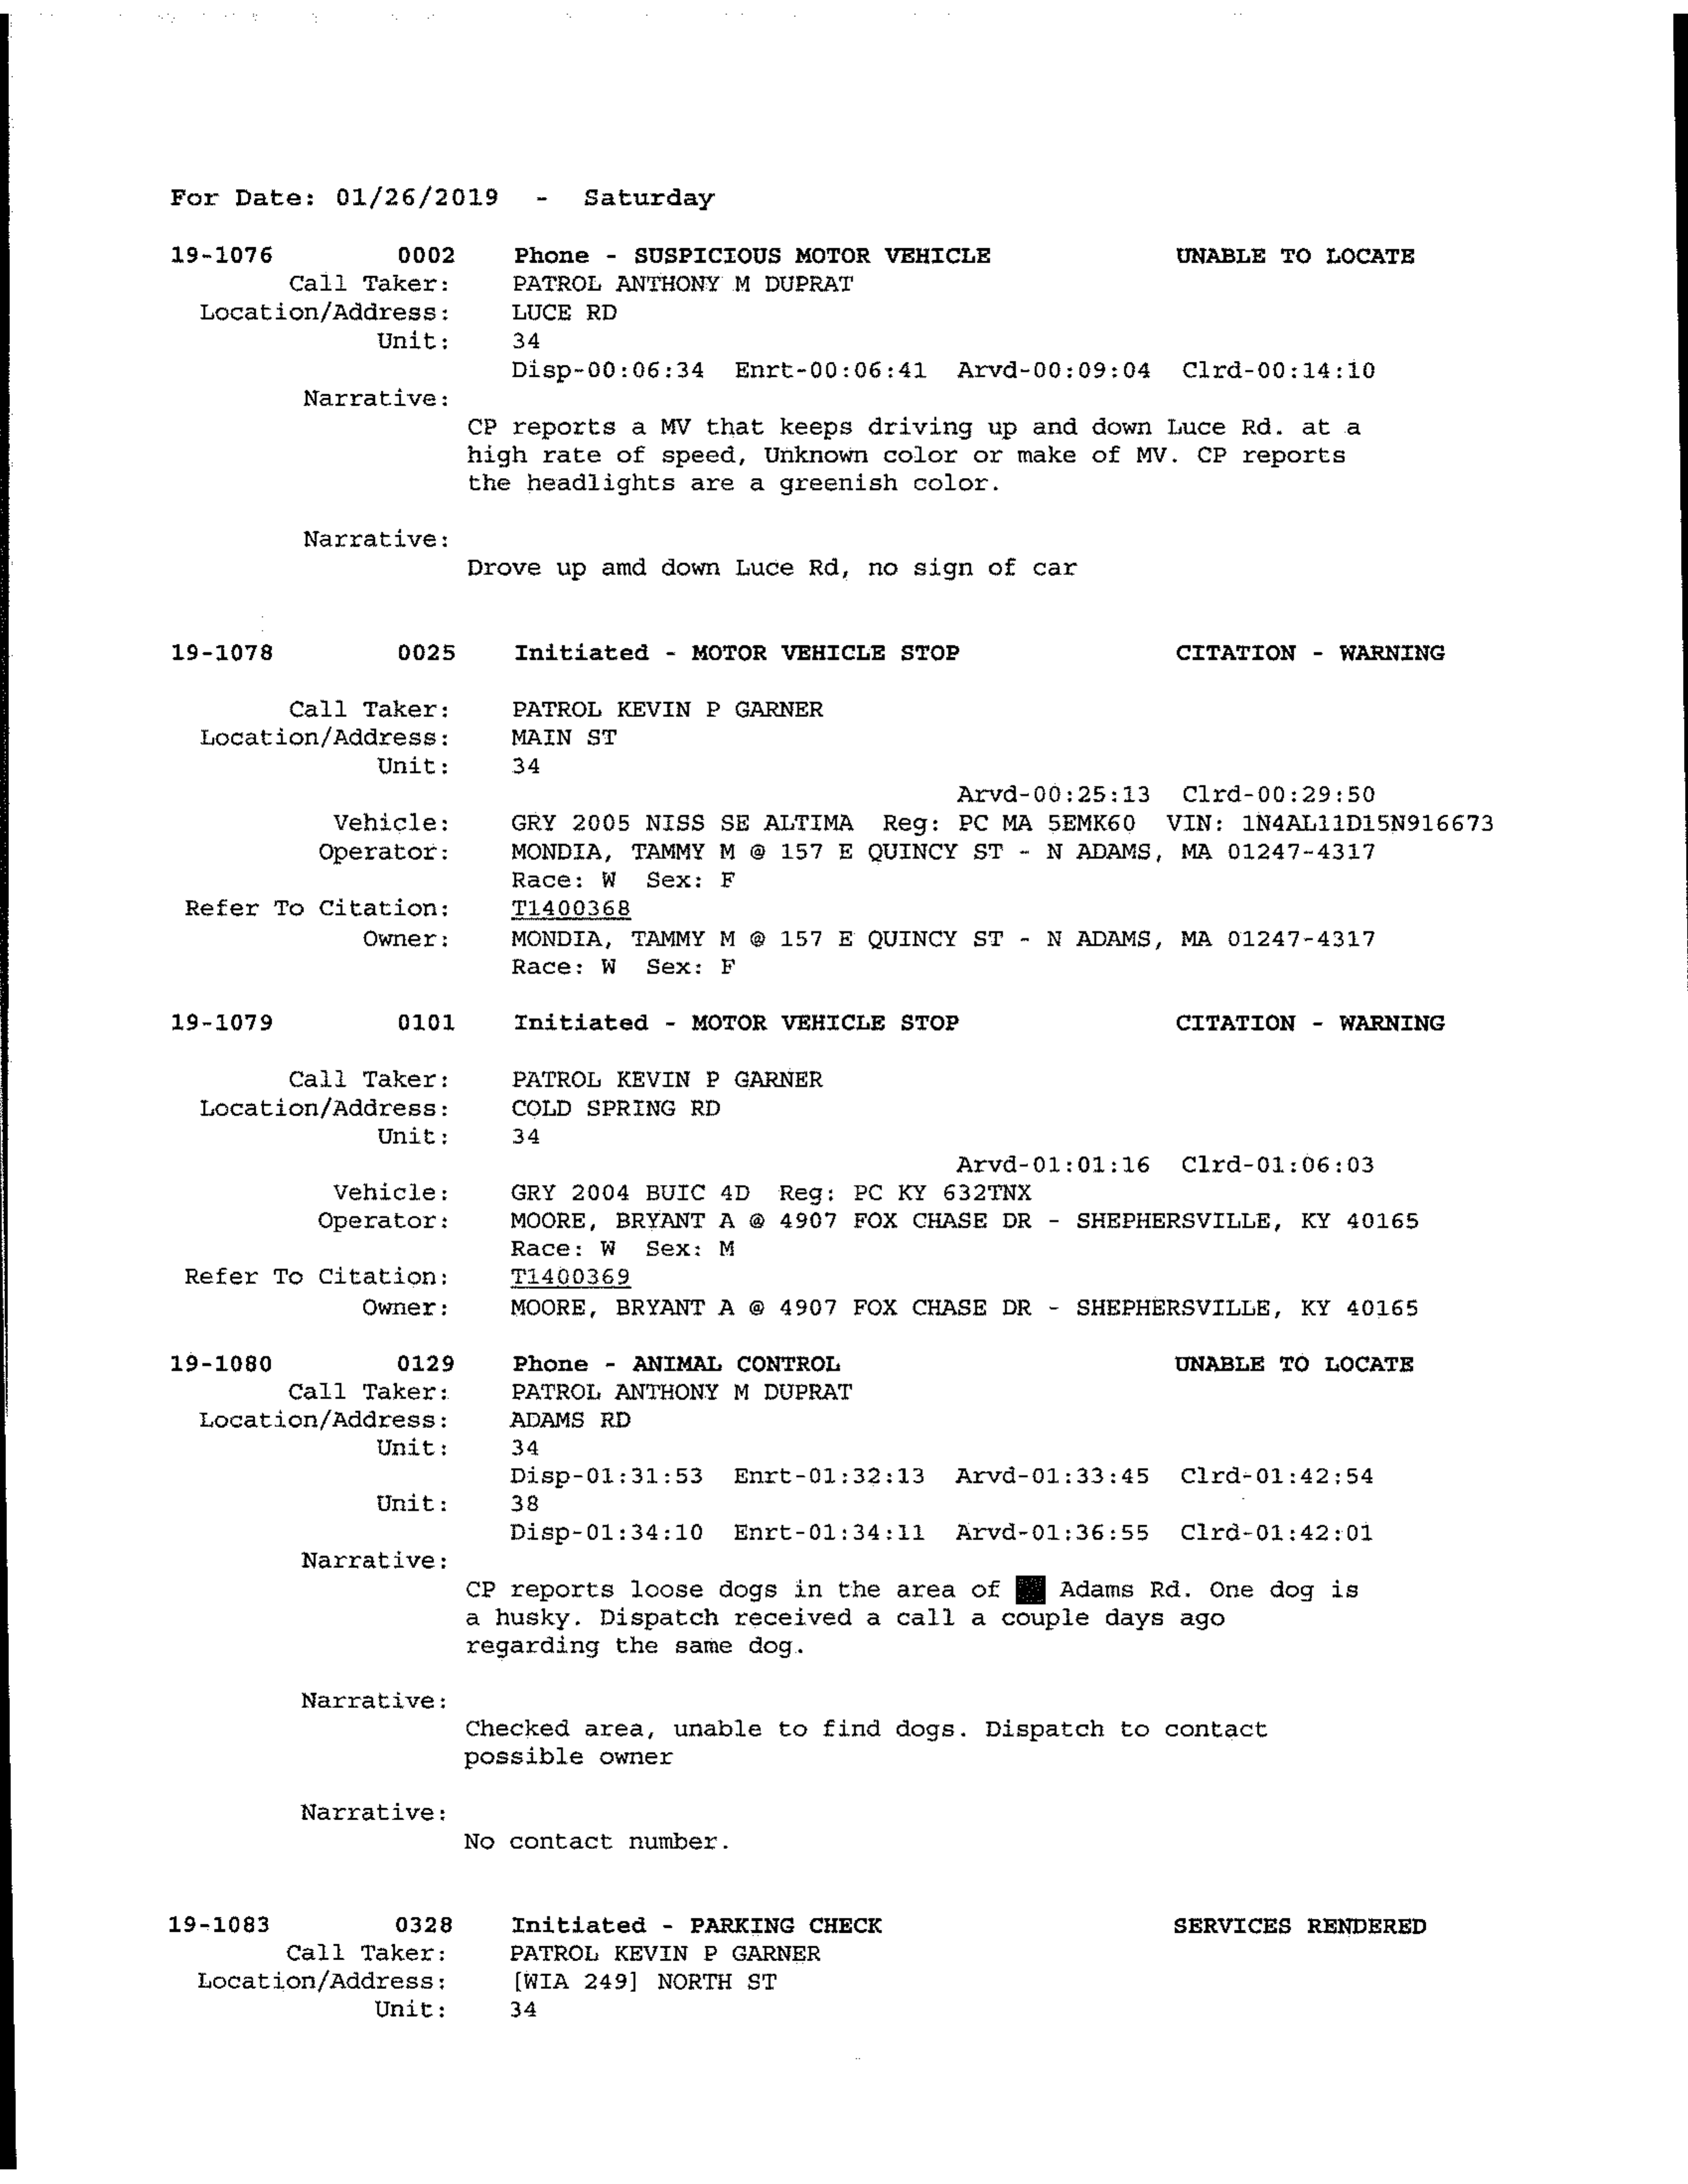 For Date: 01/26/2019 - Saturday
19-1076 0002 Phone - SUSPICIOUS MOTOR VEHICLE UNABLE TO LOCATE
Call Taker: PATROL ANTHONY M DUPRAT
Location/Address: LUCE RD
Unit: 34
Disp-00:06:34 Enrt-00:06:41 Arvd-00:09:04 Clrd-00:14:10
Narrative:
CP reports a MV that keeps driving up and down Luce Rd. at a
high rate of speed, Unknown color or make of MV. CP reports
the headlights are a greenish color.
Narrative:
Drove up amd down Luce Rd, no sign of car
19-1078 0025 Initiated - MOTOR VEHICLE STOP CITATION - WARNING
Call Taker: PATROL KEVIN P GARNER
Location/Address: MAIN ST
Unit: 34
Arvd-00:25:13 Clrd-00:29:50
Vehicle: GRY 2005 NISS SE ALTIMA Reg: PC MA 5EMK60 VIN: 1N4AL11D15N916673
Operator: MONDIA, TAMMY M @ 157 E QUINCY ST - N ADAMS, MA 01247-4317
Race: W Sex: F
Refer To Citation: T1400368
Owner: MONDIA, TAMMY M @ 157 E QUINCY ST - N ADAMS, MA 01247-4317
Race: W Sex: F
19-1079 0101 Initiated - MOTOR VEHICLE STOP CITATION - WARNING
Call Taker: PATROL KEVIN P GARNER
Location/Address: COLD SPRING RD
Unit: 34
Arvd-01:01:16 Clrd-01:06:03
Vehicle: GRY 2004 BUIC 4D Reg: PC KY 632TNX
Operator: MOORE, BRYANT A @ 4907 FOX CHASE DR - SHEPHERSVILLE, KY 40165
Race: W Sex: M
Refer To Citation: T1400369
Owner: MOORE, BRYANT A @ 4907 FOX CHASE DR - SHEPHERSVILLE, KY 40165
19-1080 0129 Phone - ANIMAL CONTROL UNABLE TO LOCATE
Call Taker: PATROL ANTHONY M DUPRAT
Location/Address: ADAMS RD
Unit: 34
Disp-01:31:53 Enrt-01:32:13 Arvd-01:33:45 Clrd-01:42:54
Unit: 38
Disp-01:34:10 Enrt-01:34:11 Arvd-01:36:55 Clrd-01:42:01
Narrative:
CP reports loose dogs in the area of Adams Rd. One dog is
a husky. Dispatch received a call a couple days ago
regarding the same dog.
Narrative:
Checked area, unable to find dogs. Dispatch to contact
possible owner
Narrative:
No contact number.
19-1083 0328 Initiated - PARKING CHECK SERVICES RENDERED
Call Taker: PATROL KEVIN P GARNER
Location/Address: [WIA 249] NORTH ST
Unit: 34